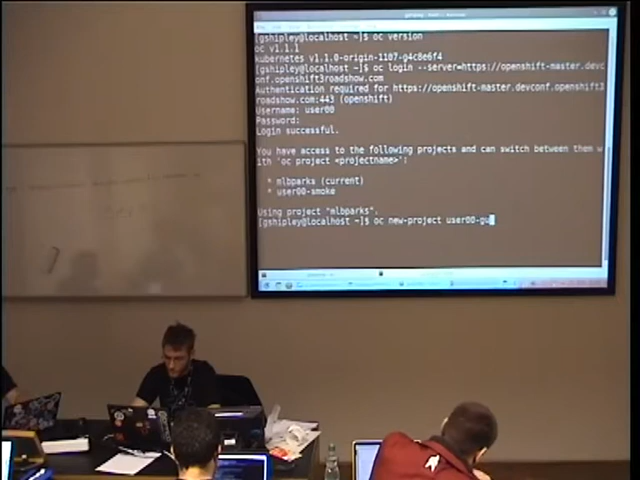 [gshipley@localhost ~]$ oc version
oc v1.1.1
kubernetes v1.1.0-origin-1107-g4c8e6f4
[gshipley@localhost ~]$ oc login --server=https://openshift-master.devc
onf.openshift3roadshow.com
Authentication required for https://openshift-master.devconf.openshift3
roadshow.com:443 (openshift)
Username: user00
Password:
Login successful.
You have access to the following projects and can switch between them w
ith 'oc project <projectname>':
* mlbparks (current)
* user00-smoke
Using project "mlbparks".
[gshipley@localhost ~]$ oc new-project user00-gu